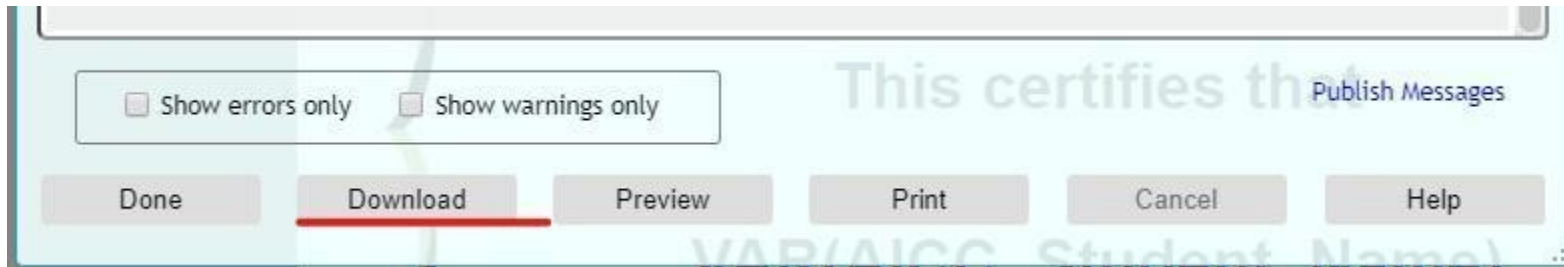 This certifies that
Publish Messages
Show errors only Show warnings only
Done Download Preview Print Cancel Help
VAR(AICC_Student_Name)